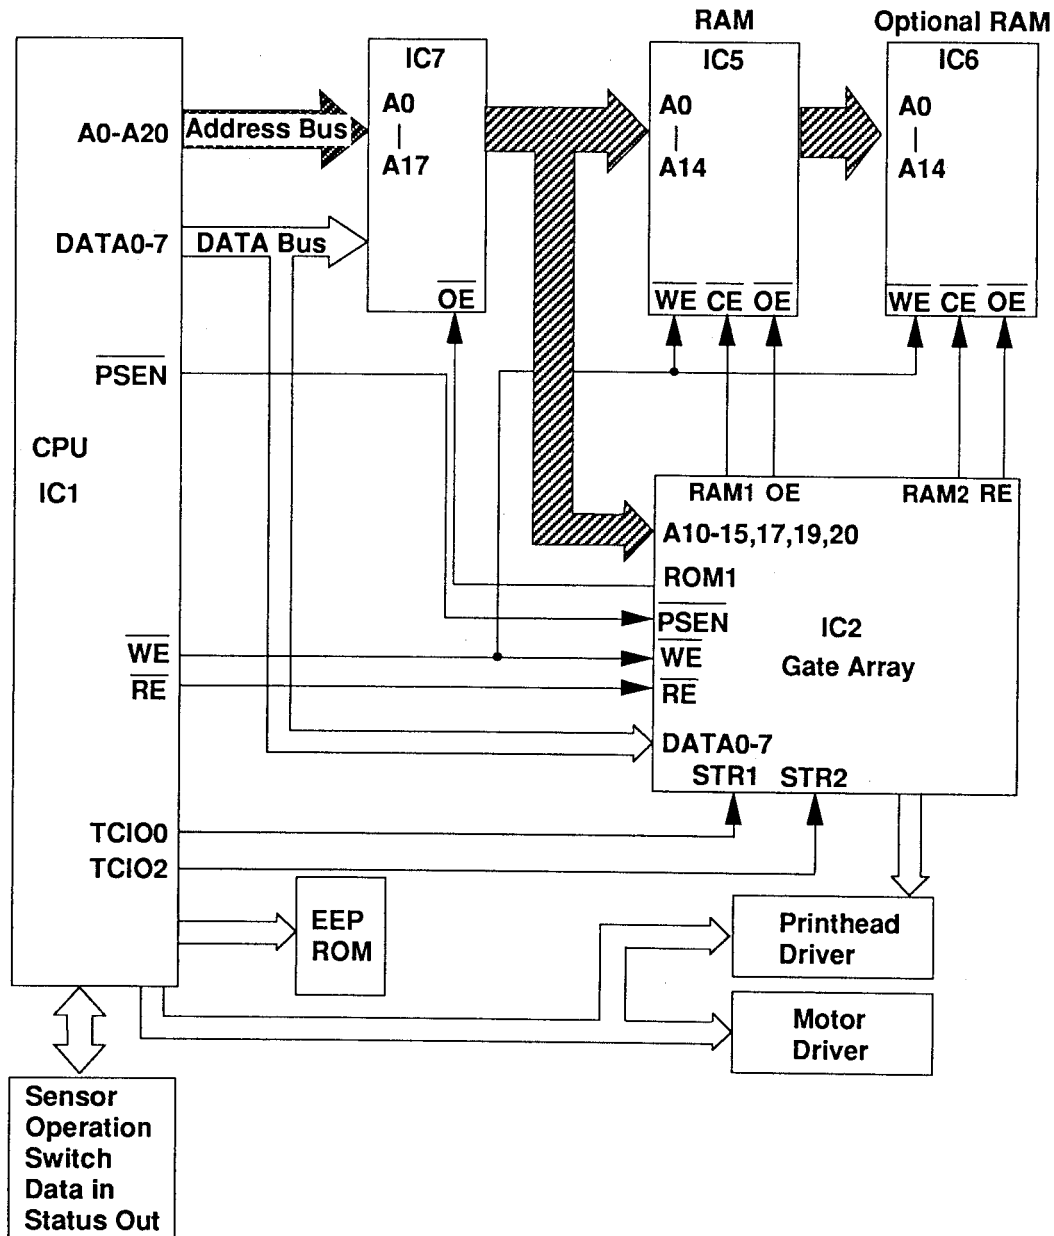 RAM
Optional RAM
IC7
IC5
IC6
A0
A17
A0
A14
A0
A14
A0-A20
Address Bus
DATA0-7
DATA Bus
OE
WE CE OE
WE CE OE
PSEN
CPU
IC1
RAM1 OE
RAM2 RE
A10-15,17,19,20
ROM1
PSEN
IC2
Gate Array
WE
RE
WE
RE
DATA0-7
STR1 STR2
TCIO0
TCIO2
EEP
ROM
Printhead
Driver
Motor
Driver
Sensor
Operation
Switch
Data in
Status Out